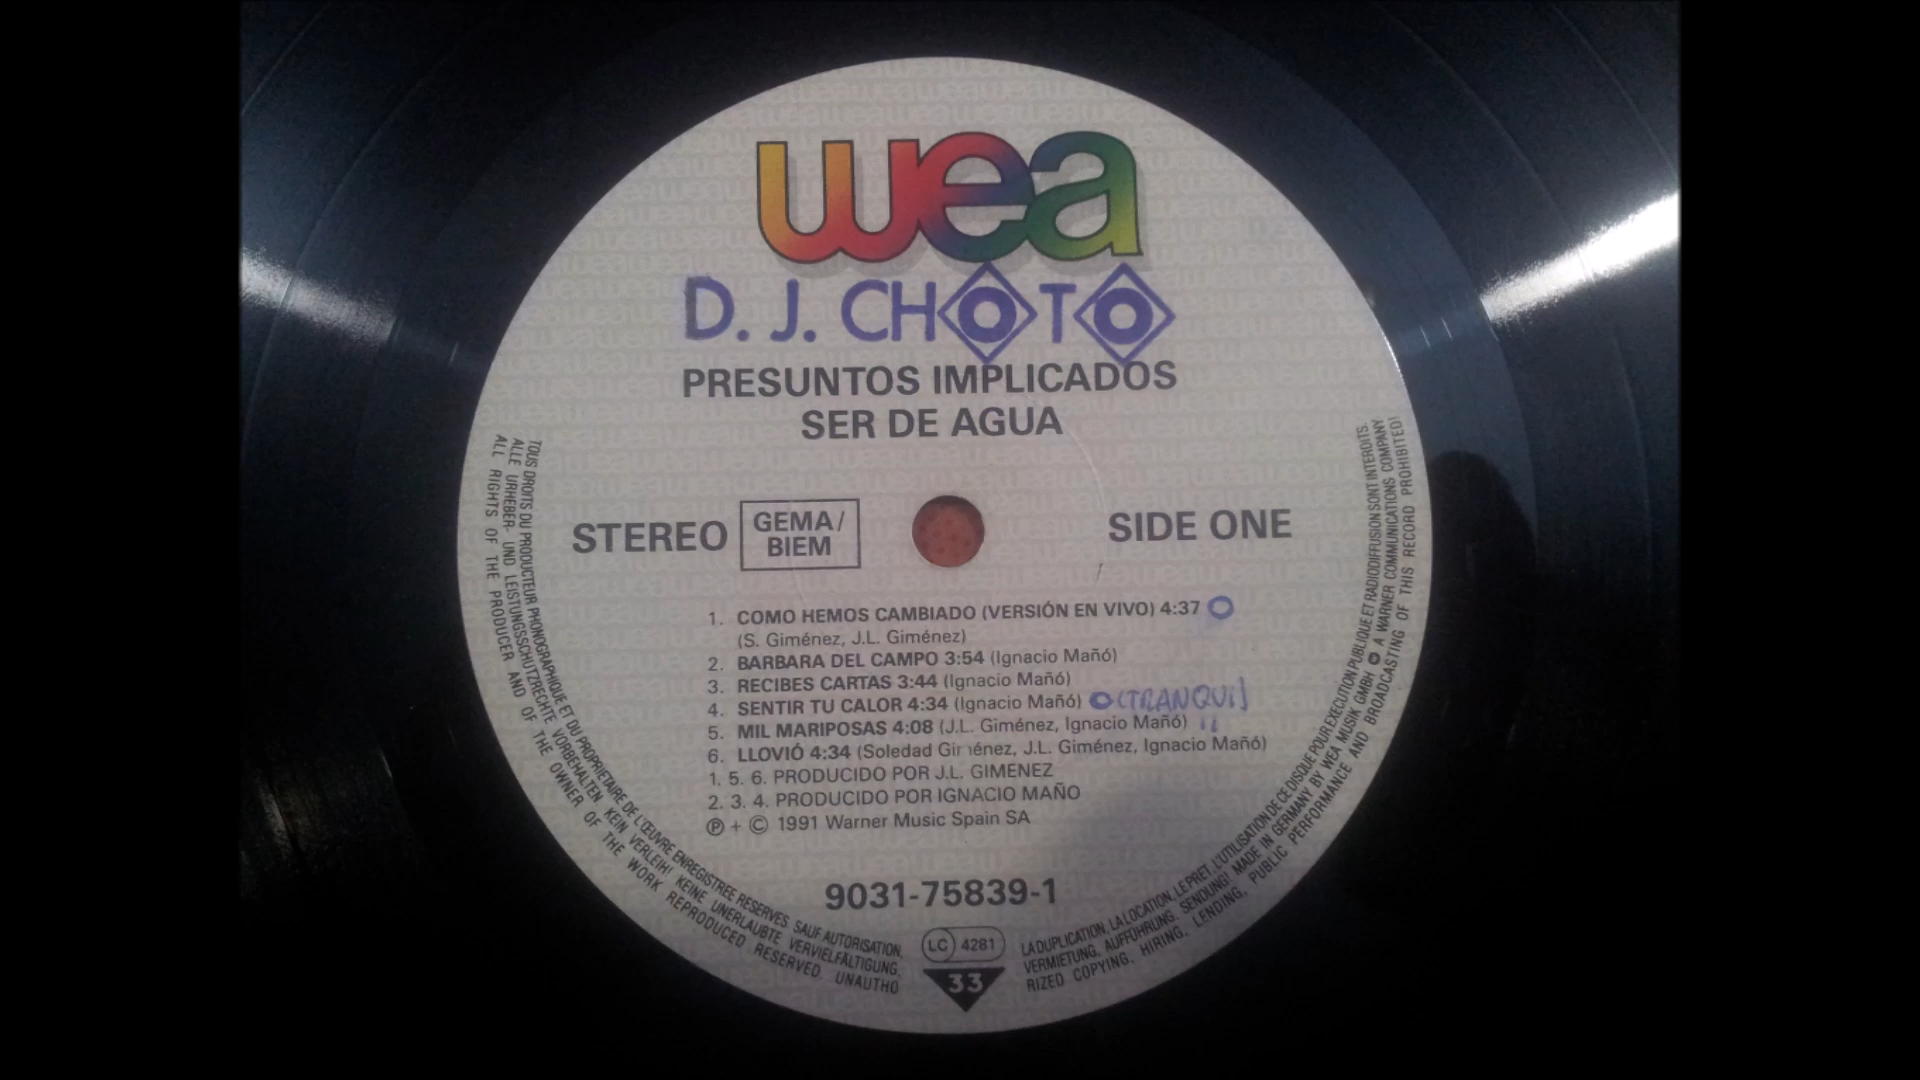 wea
D. J. CHOTO
PRESUNTOS IMPLICADOS
SER DE AGUA
STEREO
GEMA/
BIEM
SIDE ONE
1. COMO HEMOS CAMBIADO (VERSIÓN EN VIVO) 4:37 O
(S. Giménez, J.L. Giménez)
2. BARBARA DEL CAMPO 3:54 (Ignacio Mañó)
3. RECIBES CARTAS 3:44 (Ignacio Mañó)
4. SENTIR TU CALOR 4:34 (Ignacio Mañó) O (TRANQUI)
5. MIL MARIPOSAS 4:08 (J.L. Giménez, Ignacio Mañó) "
6. LLOVIÓ 4:34 (Soledad Giménez, J.L. Giménez, Ignacio Mañó)
1. 5. 6. PRODUCIDO POR J.L. GIMENEZ
2. 3. 4. PRODUCIDO POR IGNACIO MAÑO
℗ + © 1991 Warner Music Spain SA
9031-75839-1
LC 4281
33
TOUS DROITS DU PRODUCTEUR PHONOGRAPHIQUE ET DU PROPRIETAIRE DE L'ŒUVRE ENREGISTREE RESERVES. SAUF AUTORISATION,
LA DUPLICATION, LA LOCATION, LE PRET, L'UTILISATION DE CE DISQUE POUR EXECUTION PUBLIQUE ET RADIODIFFUSION SONT INTERDITS.
ALLE URHEBER- UND LEISTUNGSSCHUTZRECHTE VORBEHALTEN. KEIN VERLEIH! KEINE UNERLAUBTE VERVIELFÄLTIGUNG,
VERMIETUNG, AUFFÜHRUNG, SENDUNG! MADE IN GERMANY BY WEA MUSIK GMBH A WARNER COMMUNICATIONS COMPANY
ALL RIGHTS OF THE PRODUCER AND OF THE OWNER OF THE WORK REPRODUCED RESERVED. UNAUTHO
RIZED COPYING, HIRING, LENDING, PUBLIC PERFORMANCE AND BROADCASTING OF THIS RECORD PROHIBITED!